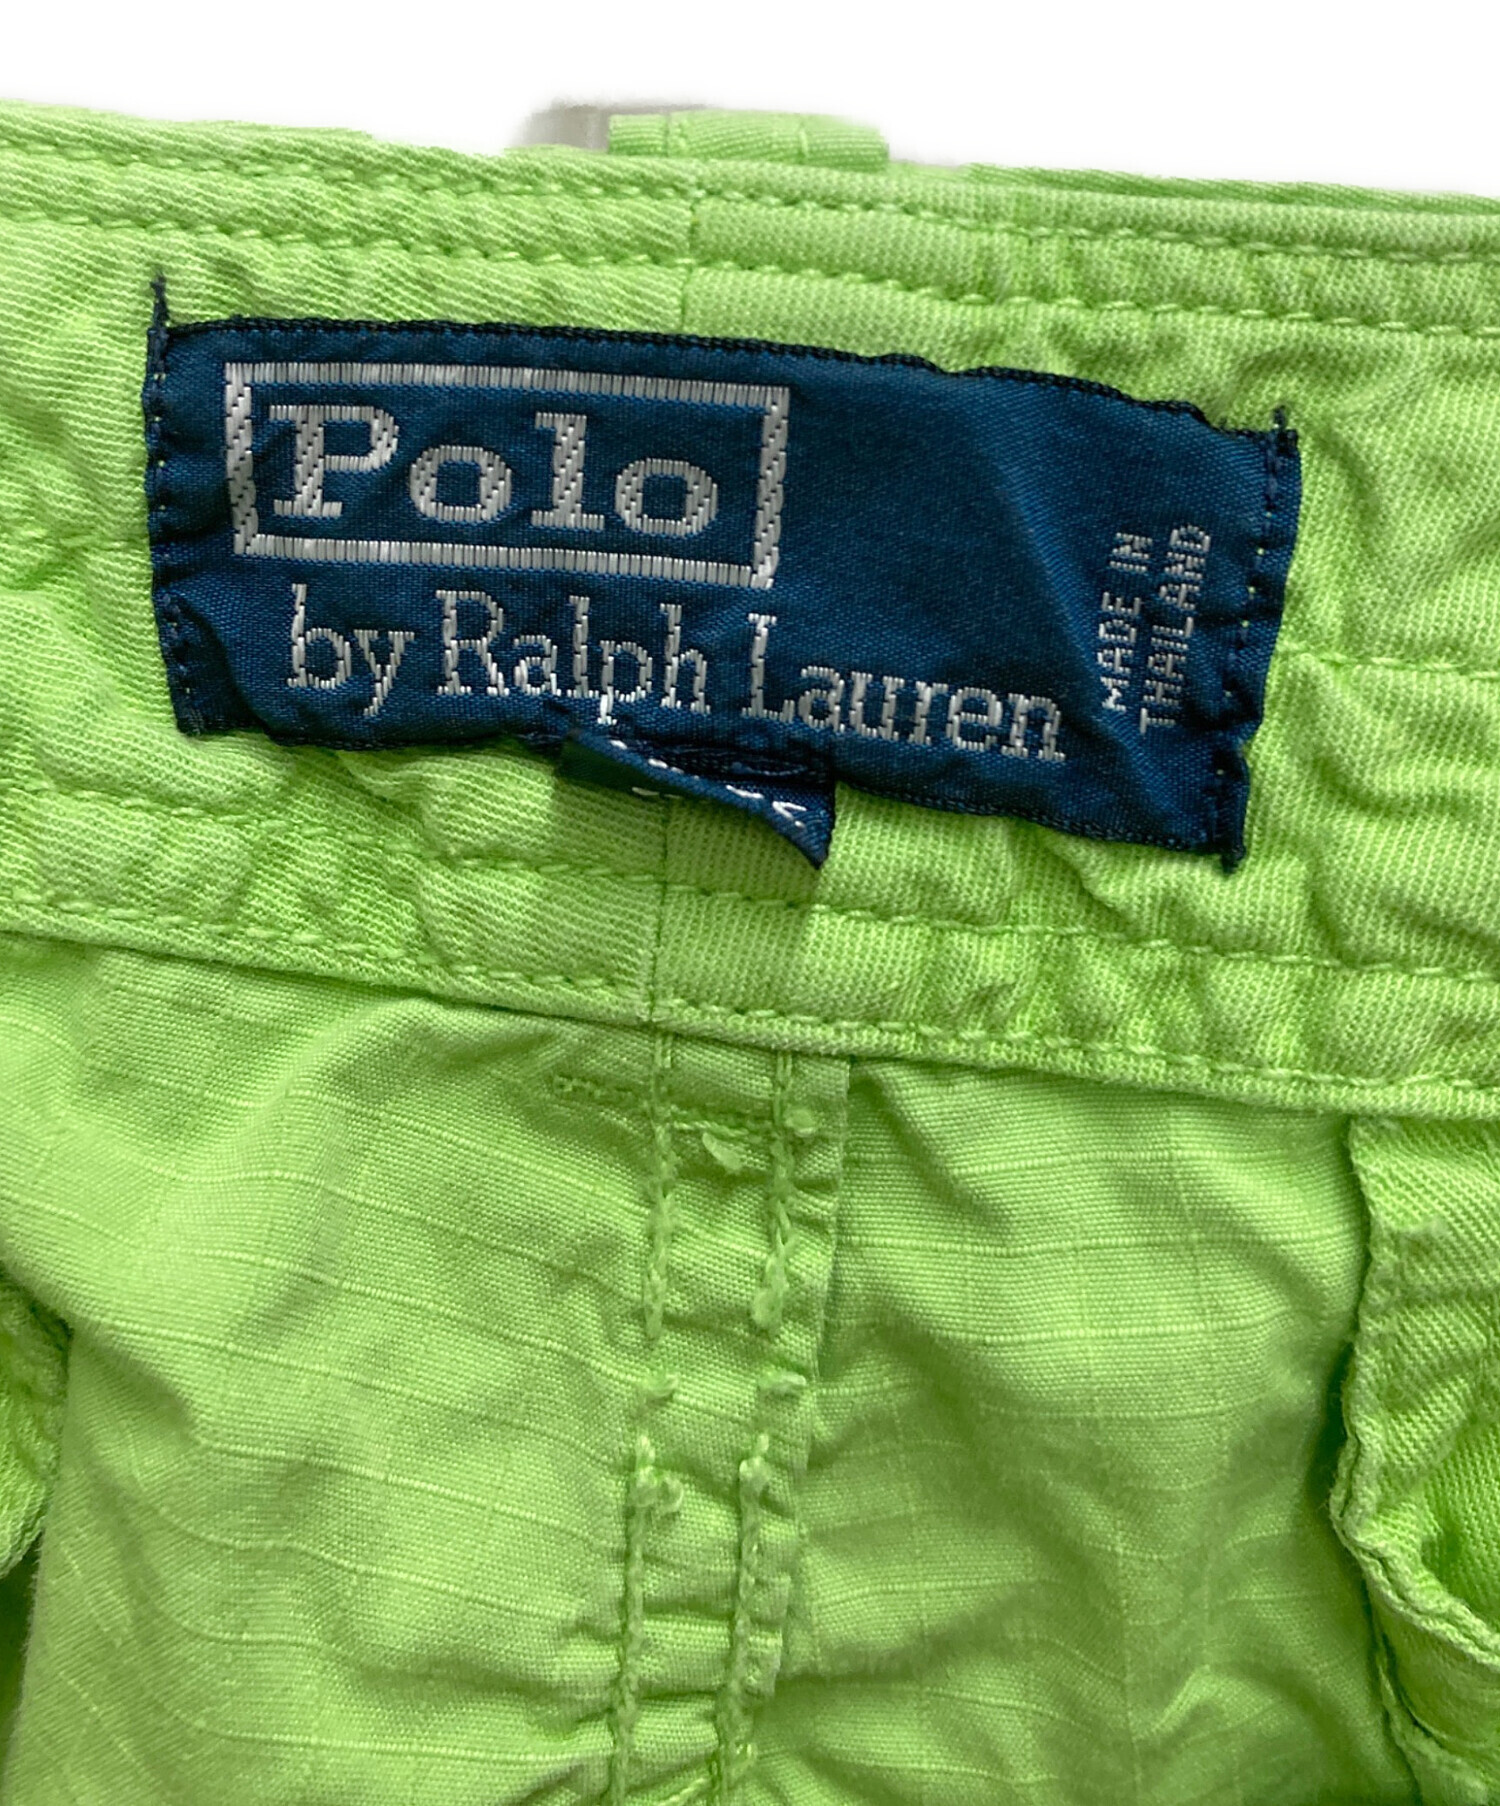 Polo
by Ralph Lauren
MADE IN
THAILAND